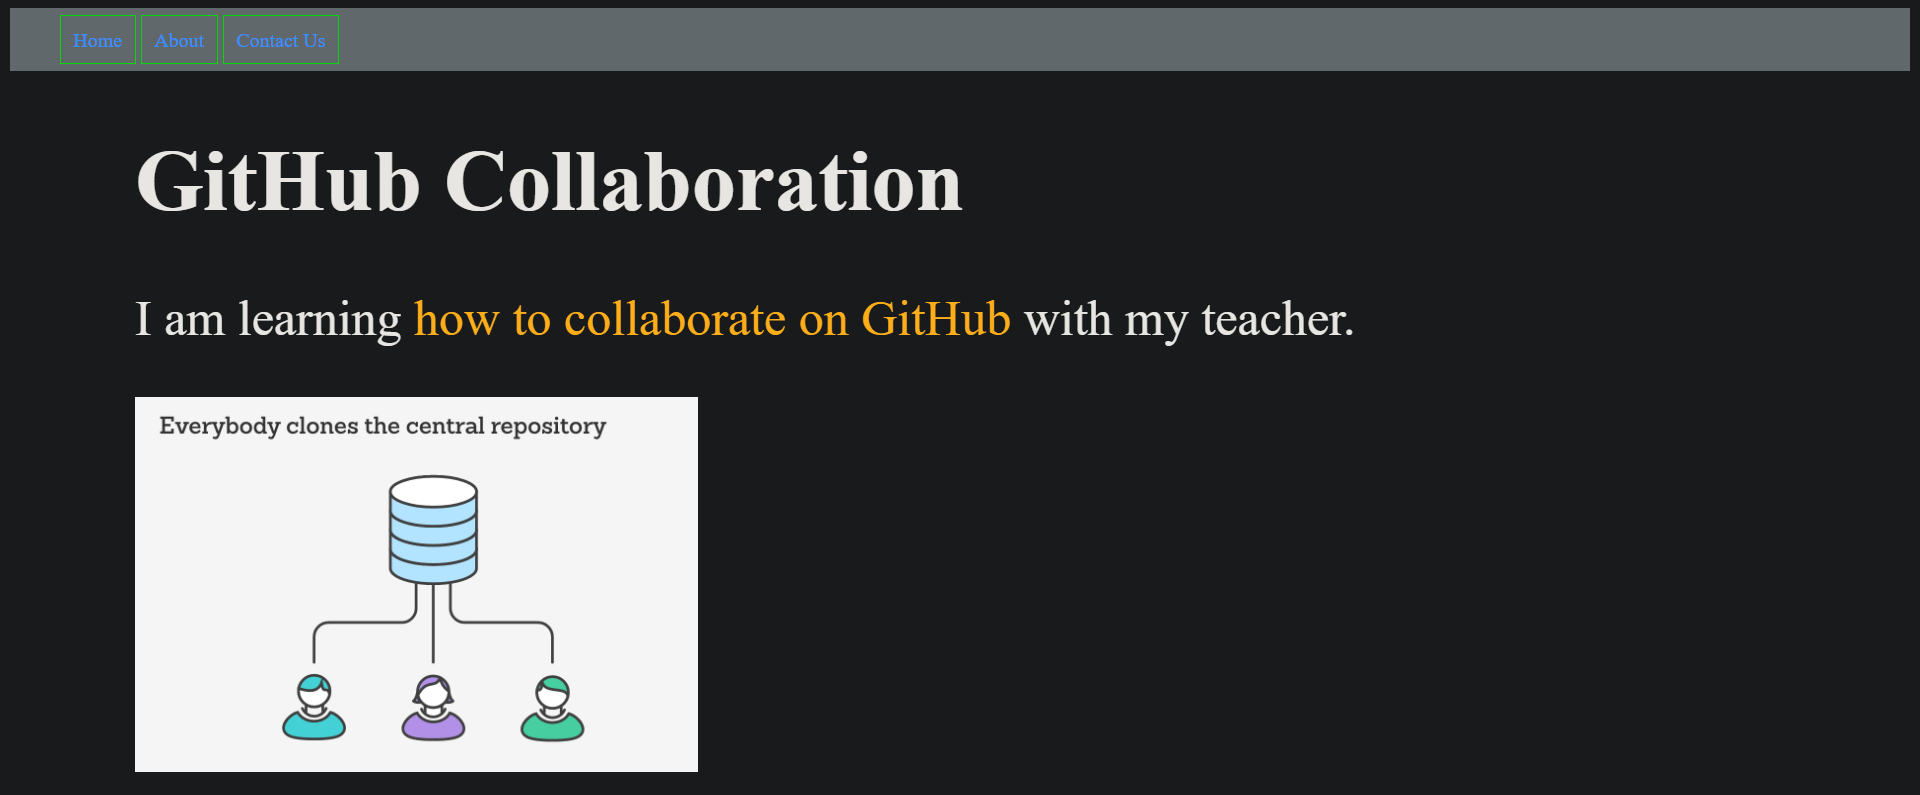 Home About Contact Us
GitHub Collaboration
I am learning how to collaborate on GitHub with my teacher.
Everybody clones the central repository